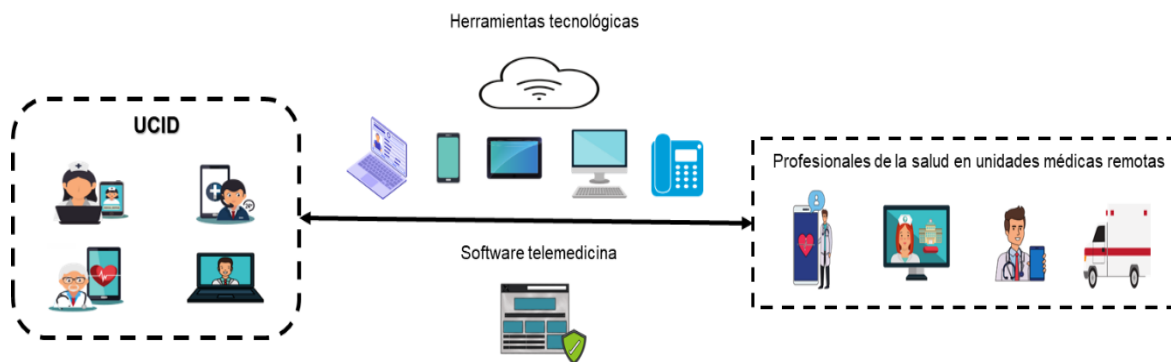 Herramientas tecnológicas
UCID
Profesionales de la salud en unidades médicas remotas
Software telemedicina